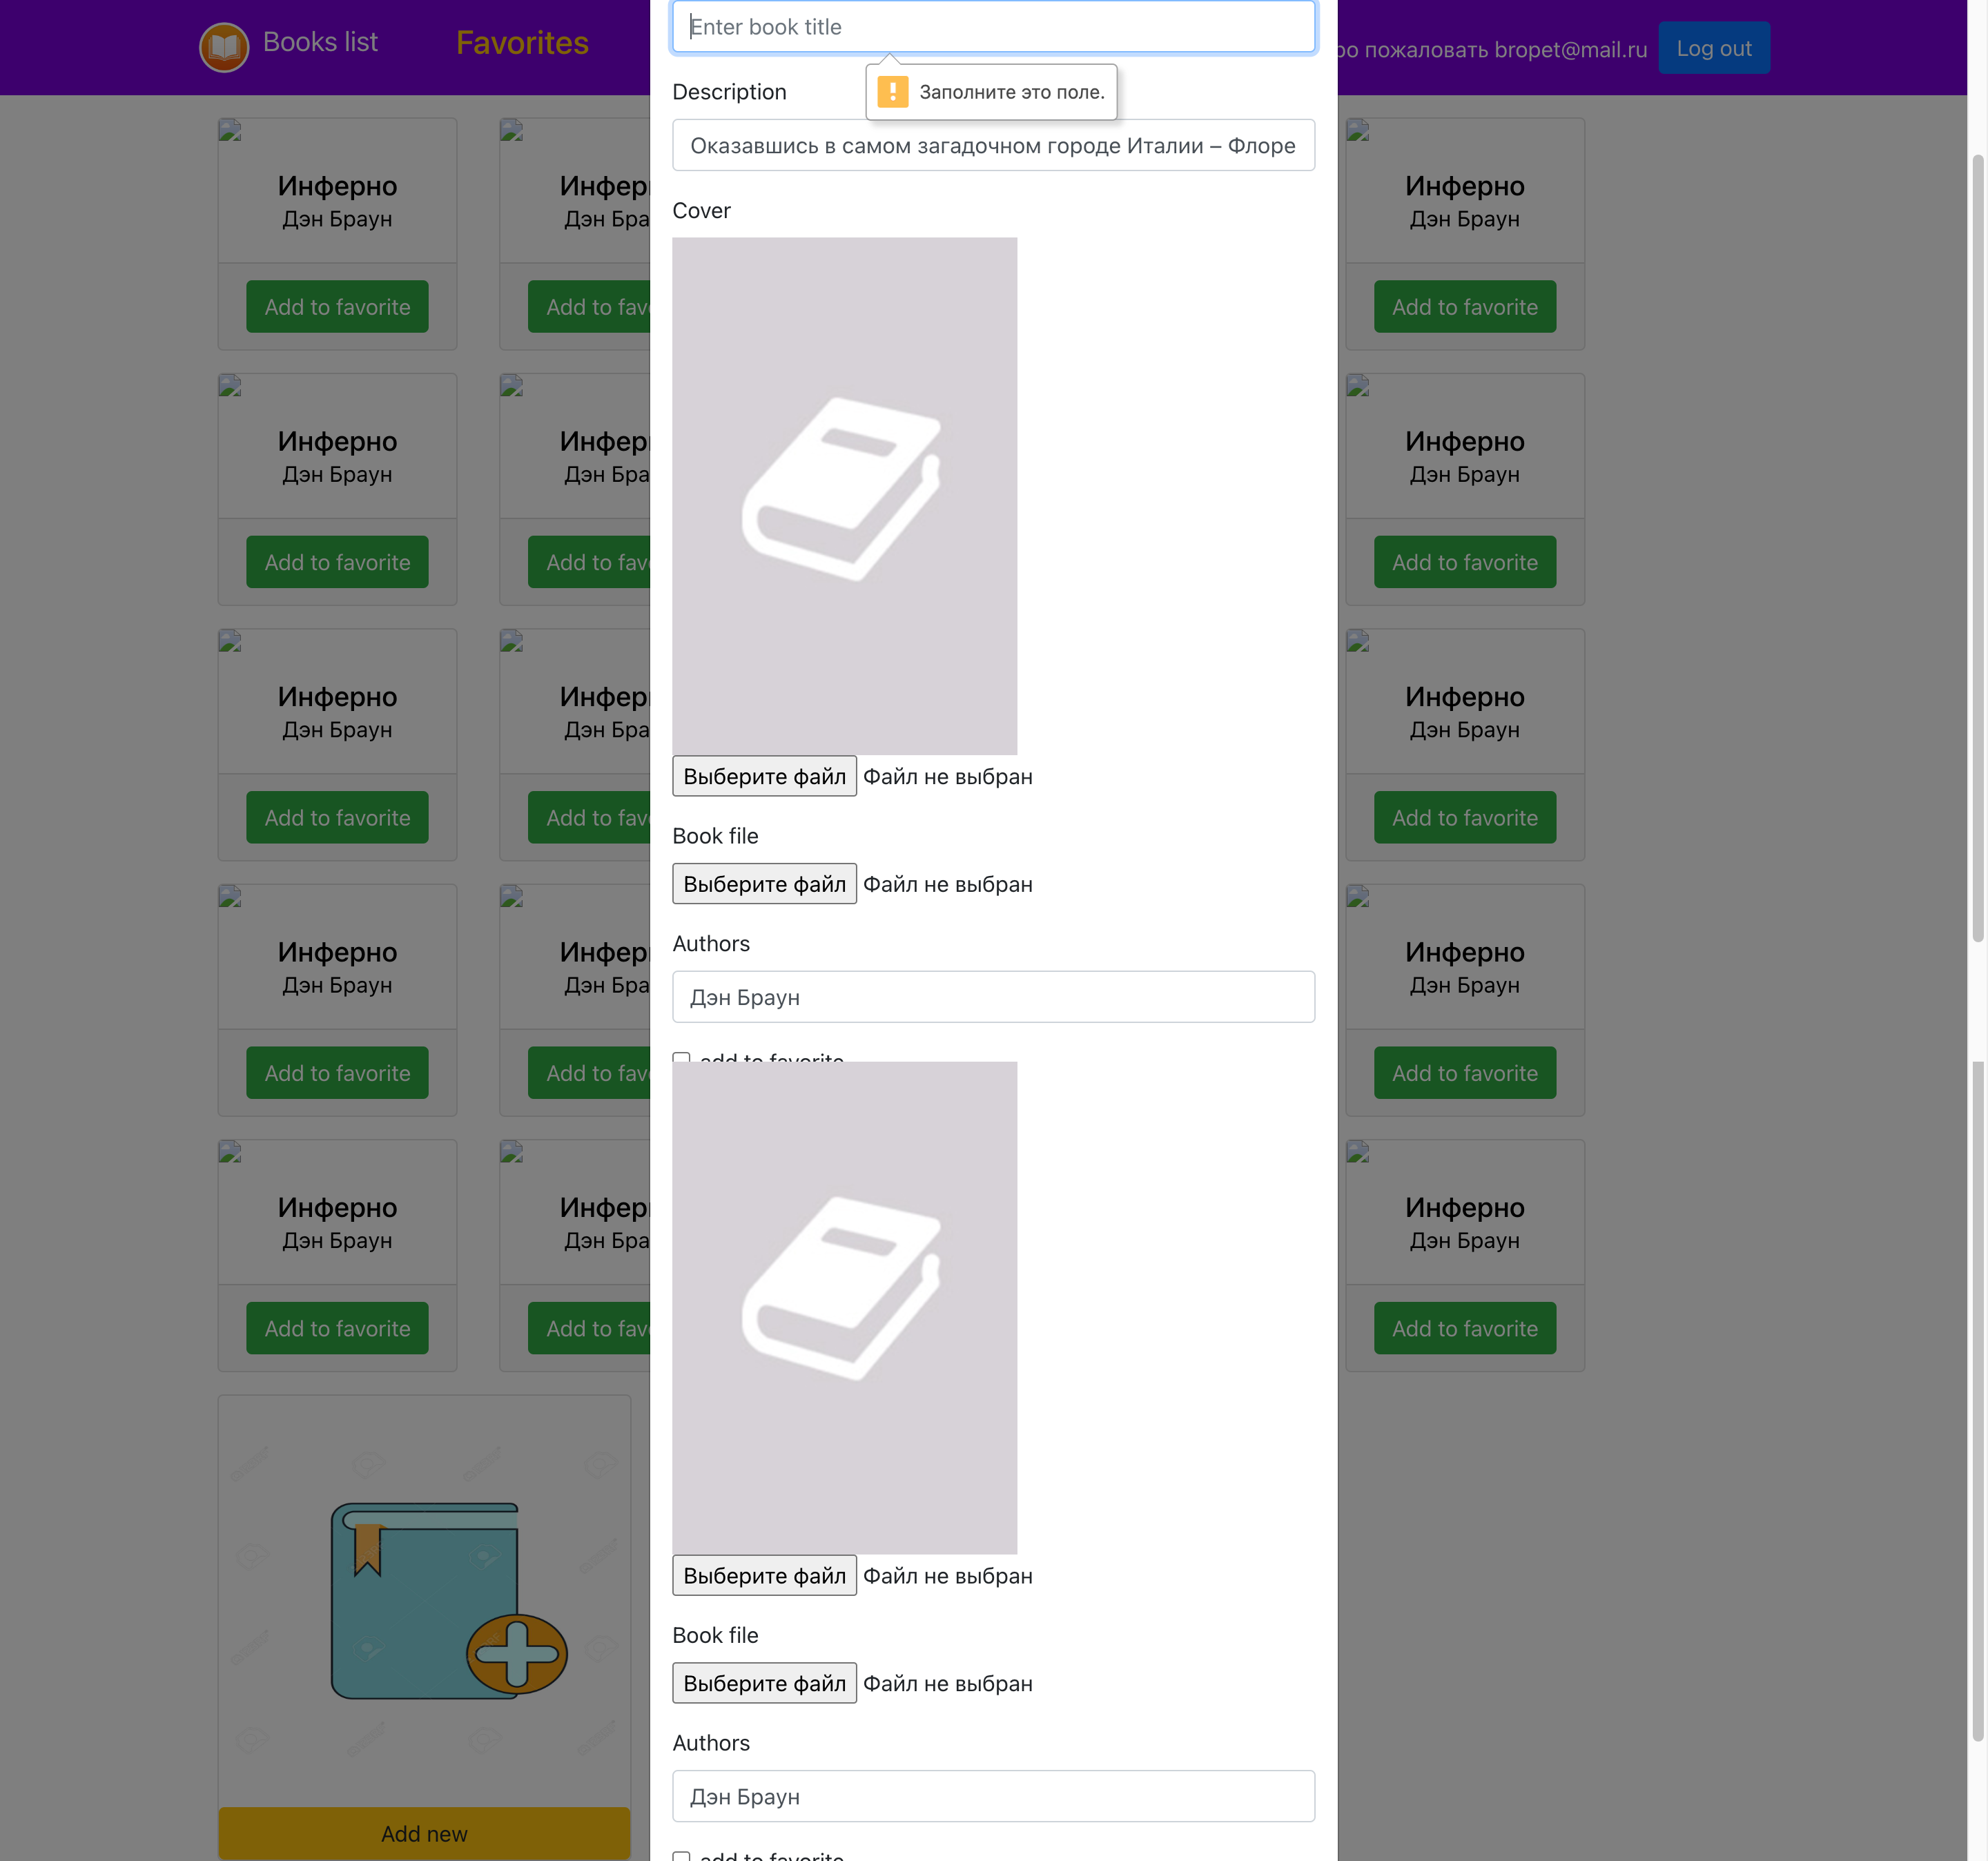 Books list
Favorites
ро пожаловать bropet@mail.ru
Log out
Инферно
Дэн Браун
Add to favorite
Инфер
Дэн Бра
Add to fav
Инферно
Дэн Браун
Add to favorite
Инфер
Дэн Бра
Add to fav
Инферно
Дэн Браун
Add to favorite
Инфер
Дэн Бра
Add to fav
Инферно
Дэн Браун
Add to favorite
Инфер
Дэн Бра
Add to fav
Инферно
Дэн Браун
Add to favorite
Инфер
Дэн Бра
Add to fav
Add new
Enter book title
Заполните это поле.
Description
Оказавшись в самом загадочном городе Италии – Флоре
Cover
Выберите файл Файл не выбран
Book file
Выберите файл Файл не выбран
Authors
Дэн Браун
add to favorite
Выберите файл Файл не выбран
Book file
Выберите файл Файл не выбран
Authors
Дэн Браун
add to favorite
Инферно
Дэн Браун
Add to favorite
Инферно
Дэн Браун
Add to favorite
Инферно
Дэн Браун
Add to favorite
Инферно
Дэн Браун
Add to favorite
Инферно
Дэн Браун
Add to favorite